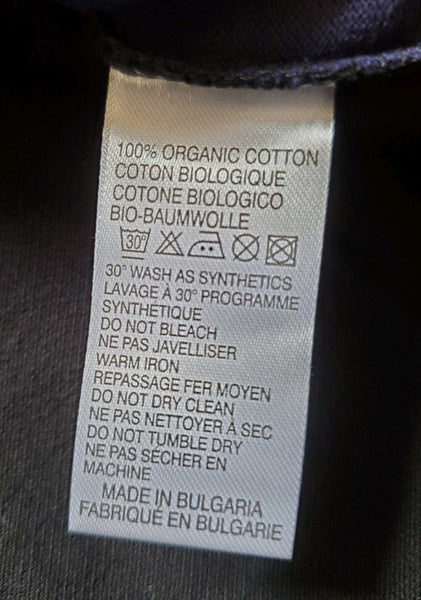 100% ORGANIC COTTON
COTON BIOLOGIQUE
COTONE BIOLOGICO
BIO-BAUMWOLLE
30°
30° WASH AS SYNTHETICS
LAVAGE À 30° PROGRAMME
SYNTHETIQUE
DO NOT BLEACH
NE PAS JAVELLISER
WARM IRON
REPASSAGE FER MOYEN
DO NOT DRY CLEAN
NE PAS NETTOYER À SEC
DO NOT TUMBLE DRY
NE PAS SÉCHER EN
MACHINE
MADE IN BULGARIA
FABRIQUÉ EN BULGARIE